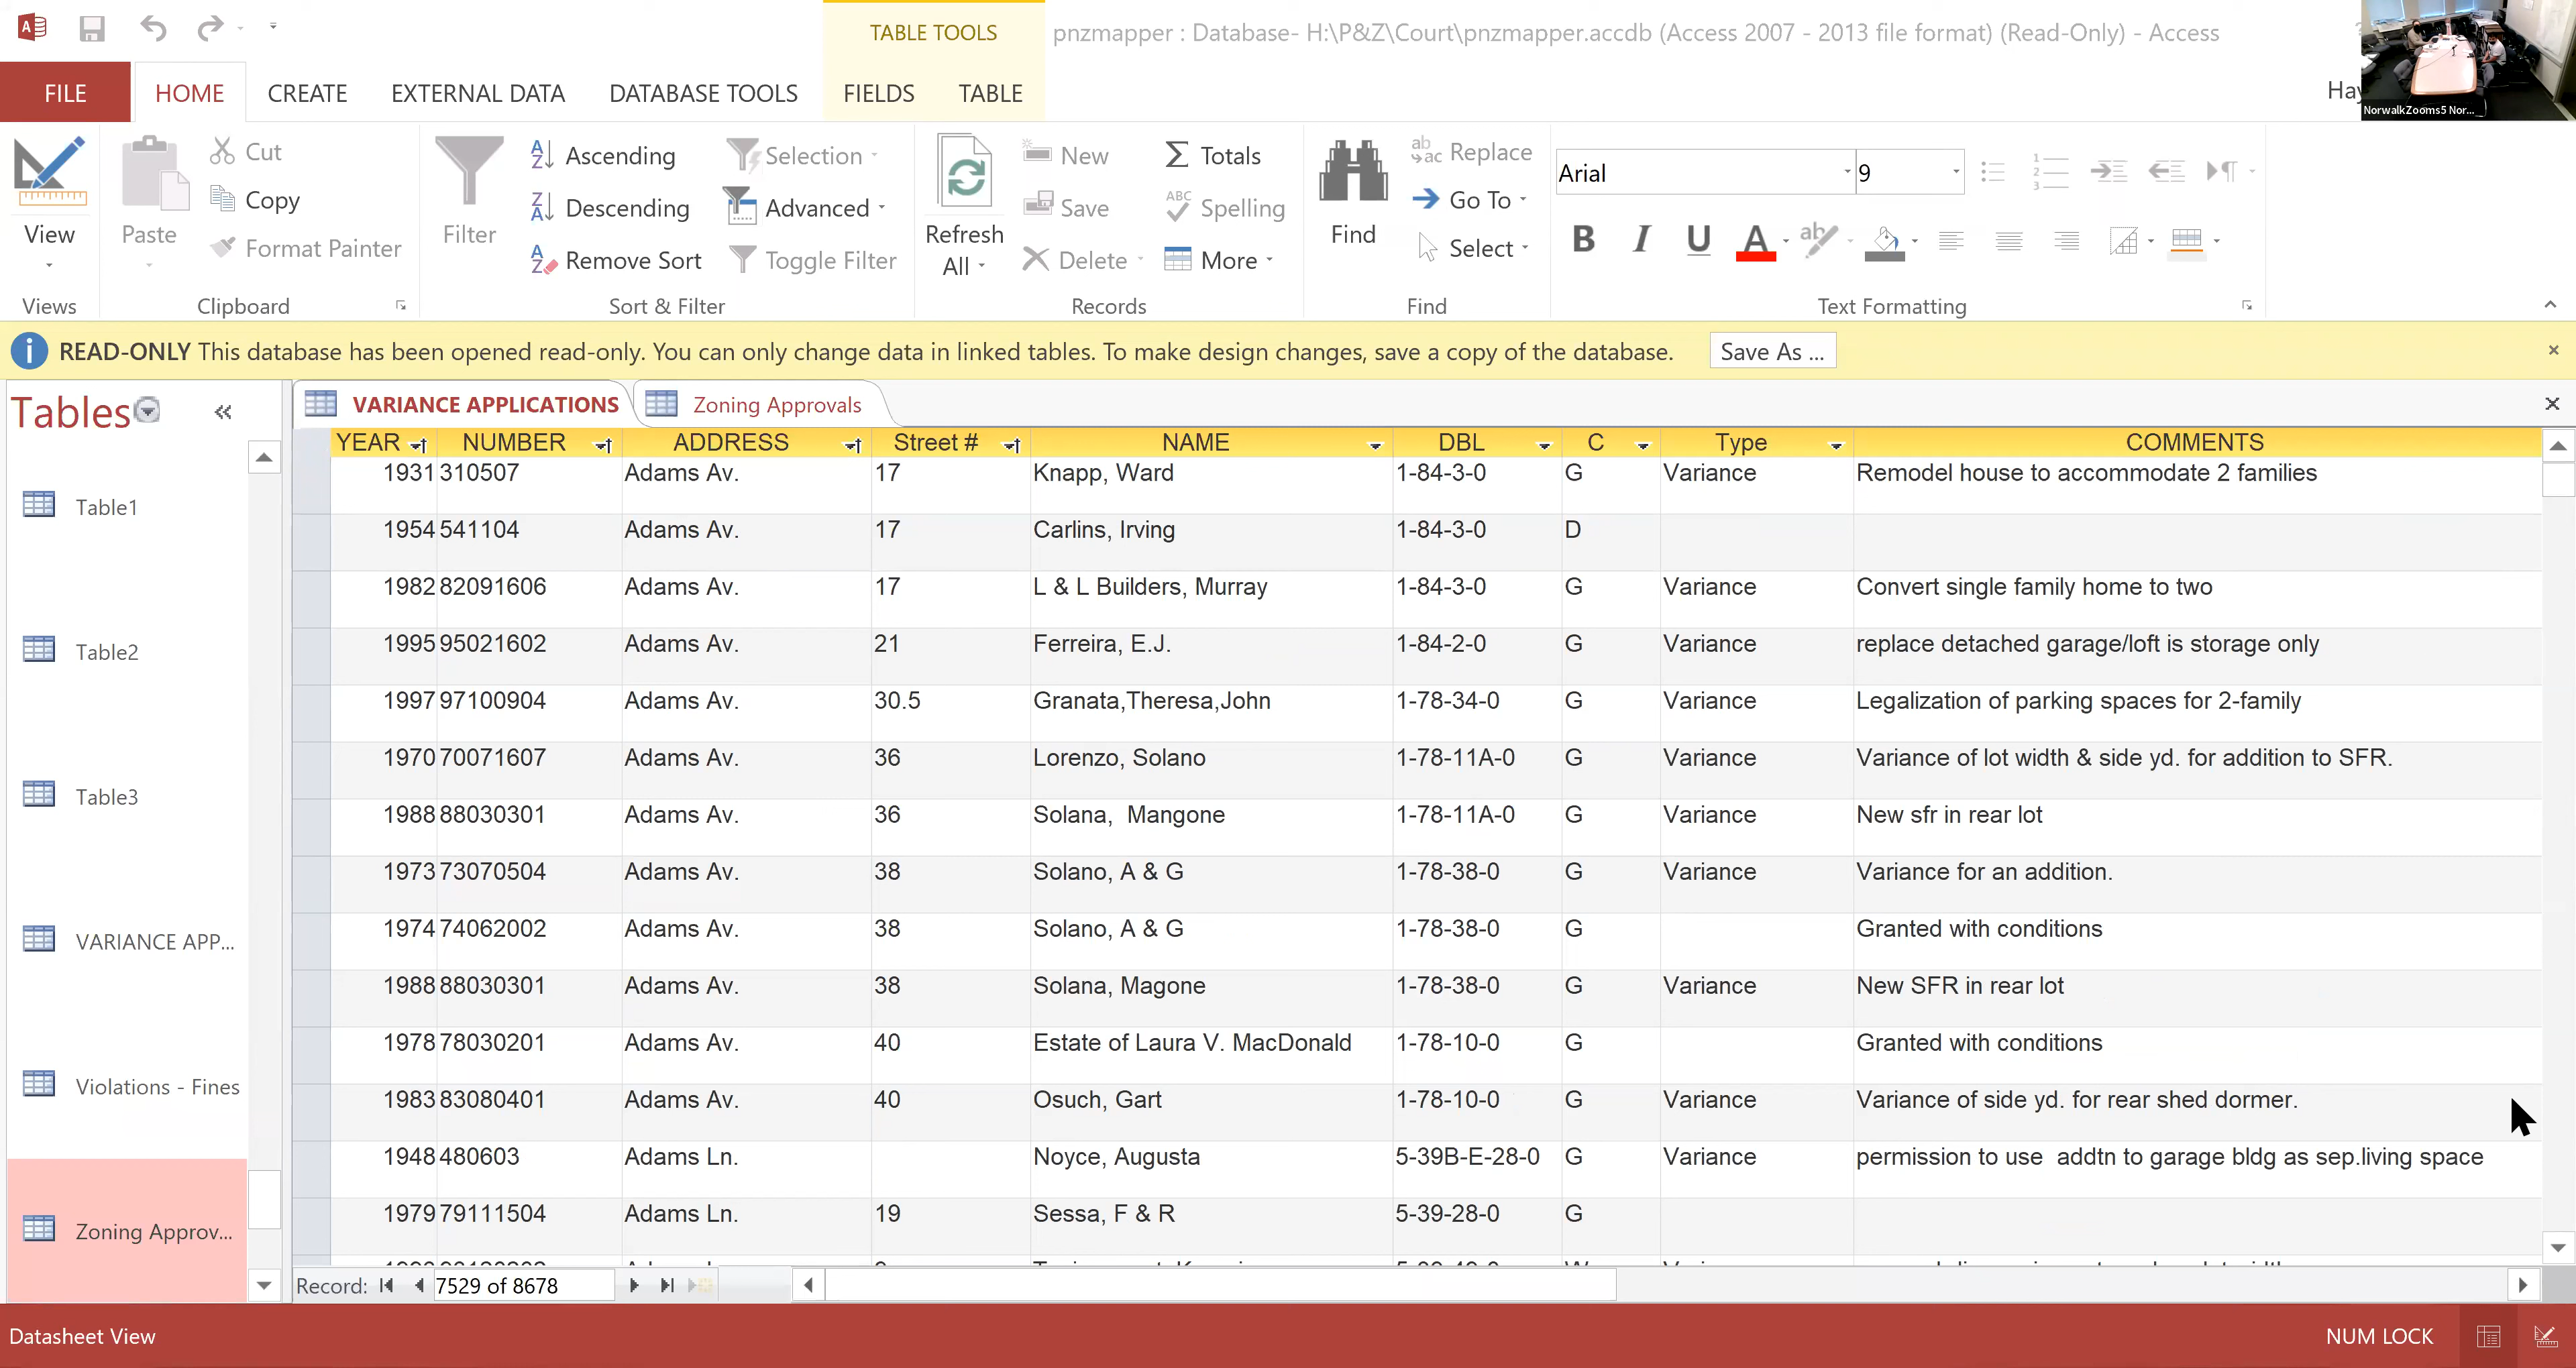 TABLE TOOLS
pnzmapper : Database- H:\P&Z\Court\pnzmapper.accdb (Access 2007 - 2013 file format) (Read-Only) - Access
NorwalkZooms5 Nor...
FILE HOME CREATE EXTERNAL DATA DATABASE TOOLS FIELDS TABLE
View
Views
Paste
Cut
Copy
Format Painter
Clipboard
Filter
Ascending
Descending
Remove Sort
Selection
Advanced
Toggle Filter
Sort & Filter
Refresh
All
New
Save
Delete
Totals
Spelling
More
Records
Find
Replace
Go To
Select
Find
Arial 9
B I U A
Text Formatting
READ-ONLY This database has been opened read-only. You can only change data in linked tables. To make design changes, save a copy of the database. Save As ...
Tables
Table1
Table2
Table3
VARIANCE APP...
Violations - Fines
Zoning Approv...
VARIANCE APPLICATIONS Zoning Approvals
YEAR NUMBER ADDRESS Street # NAME DBL C Type COMMENTS
1931 310507 Adams Av. 17 Knapp, Ward 1-84-3-0 G Variance Remodel house to accommodate 2 families
1954 541104 Adams Av. 17 Carlins, Irving 1-84-3-0 D
1982 82091606 Adams Av. 17 L & L Builders, Murray 1-84-3-0 G Variance Convert single family home to two
1995 95021602 Adams Av. 21 Ferreira, E.J. 1-84-2-0 G Variance replace detached garage/loft is storage only
1997 97100904 Adams Av. 30.5 Granata,Theresa,John 1-78-34-0 G Variance Legalization of parking spaces for 2-family
1970 70071607 Adams Av. 36 Lorenzo, Solano 1-78-11A-0 G Variance Variance of lot width & side yd. for addition to SFR.
1988 88030301 Adams Av. 36 Solana,  Mangone 1-78-11A-0 G Variance New sfr in rear lot
1973 73070504 Adams Av. 38 Solano, A & G 1-78-38-0 G Variance Variance for an addition.
1974 74062002 Adams Av. 38 Solano, A & G 1-78-38-0 G Granted with conditions
1988 88030301 Adams Av. 38 Solana, Magone 1-78-38-0 G Variance New SFR in rear lot
1978 78030201 Adams Av. 40 Estate of Laura V. MacDonald 1-78-10-0 G Granted with conditions
1983 83080401 Adams Av. 40 Osuch, Gart 1-78-10-0 G Variance Variance of side yd. for rear shed dormer.
1948 480603 Adams Ln. Noyce, Augusta 5-39B-E-28-0 G Variance permission to use  addtn to garage bldg as sep.living space
1979 79111504 Adams Ln. 19 Sessa, F & R 5-39-28-0 G
Record: 7529 of 8678
Datasheet View NUM LOCK